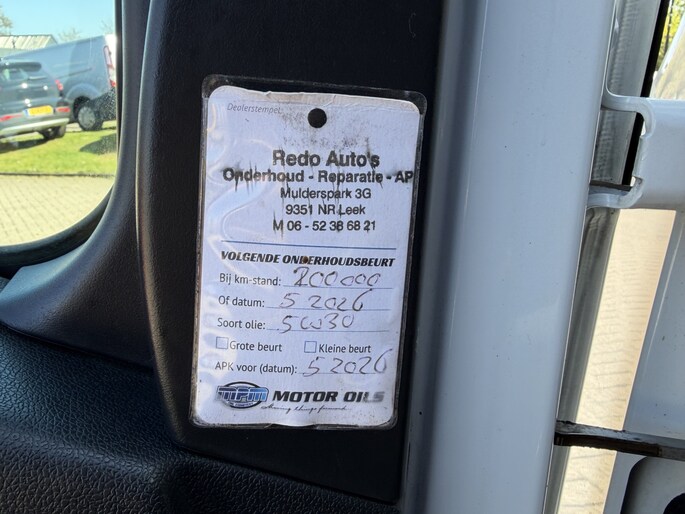 Dealerstempel:
Redo Auto's
Onderhoud - Reparatie - AP
Mulderspark 3G
9351 NR Leek
M 06 - 52 38 68 21
VOLGENDE ONDERHOUDSBEURT
Bij km-stand: 200000
Of datum: 5 2026
Soort olie: 5W30
Grote beurt Kleine beurt
APK voor (datum): 5 2026
MPM MOTOR OILS